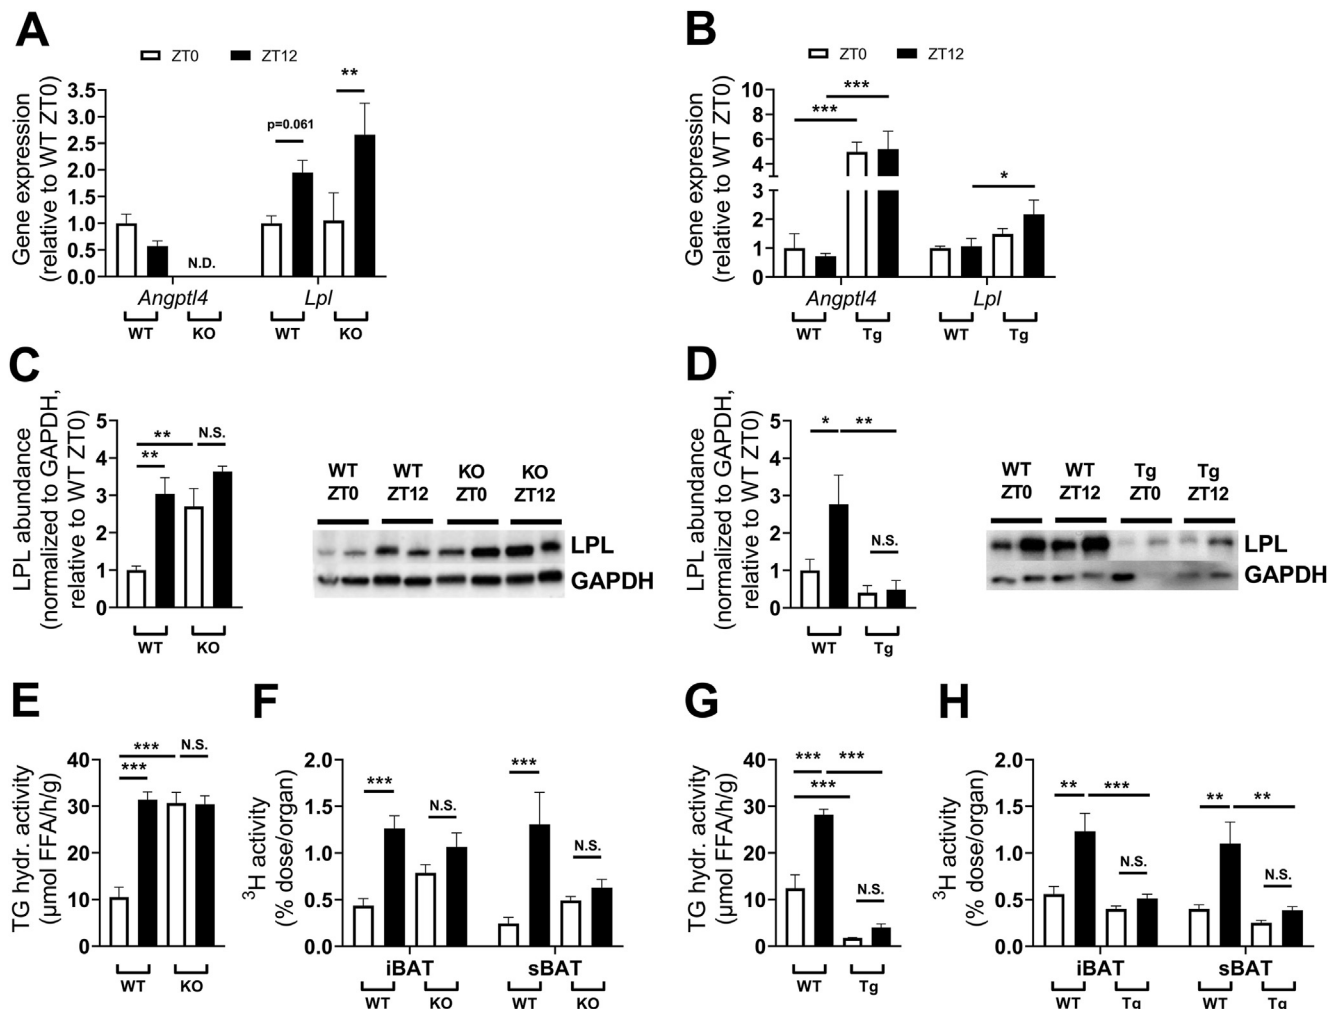 A
ZT0 ZT12
Gene expression
(relative to WT ZT0)
3.5
3.0
2.5
2.0
1.5
1.0
0.5
0.0
p=0.061
**
N.D.
Angptl4 Lpl
WT KO WT KO
B
ZT0 ZT12
Gene expression
(relative to WT ZT0)
10
8
6
4
3
2
1
0
***
***
*
Angptl4 Lpl
WT Tg WT Tg
C
LPL abundance
(normalized to GAPDH,
relative to WT ZT0)
5
4
3
2
1
0
** N.S.
**
WT KO
WT WT KO KO
ZT0 ZT12 ZT0 ZT12
LPL
GAPDH
D
LPL abundance
(normalized to GAPDH,
relative to WT ZT0)
5
4
3
2
1
0
* **
N.S.
WT Tg
WT WT Tg Tg
ZT0 ZT12 ZT0 ZT12
LPL
GAPDH
E
TG hydr. activity
(µmol FFA/h/g)
40
30
20
10
0
*** N.S.
***
WT KO
F
³H activity
(% dose/organ)
2.0
1.5
1.0
0.5
0.0
*** N.S. *** N.S.
iBAT sBAT
WT KO WT KO
G
TG hydr. activity
(µmol FFA/h/g)
40
30
20
10
0
*** ***
***
N.S.
WT Tg
H
³H activity
(% dose/organ)
2.0
1.5
1.0
0.5
0.0
** *** ** **
N.S. N.S.
iBAT sBAT
WT Tg WT Tg